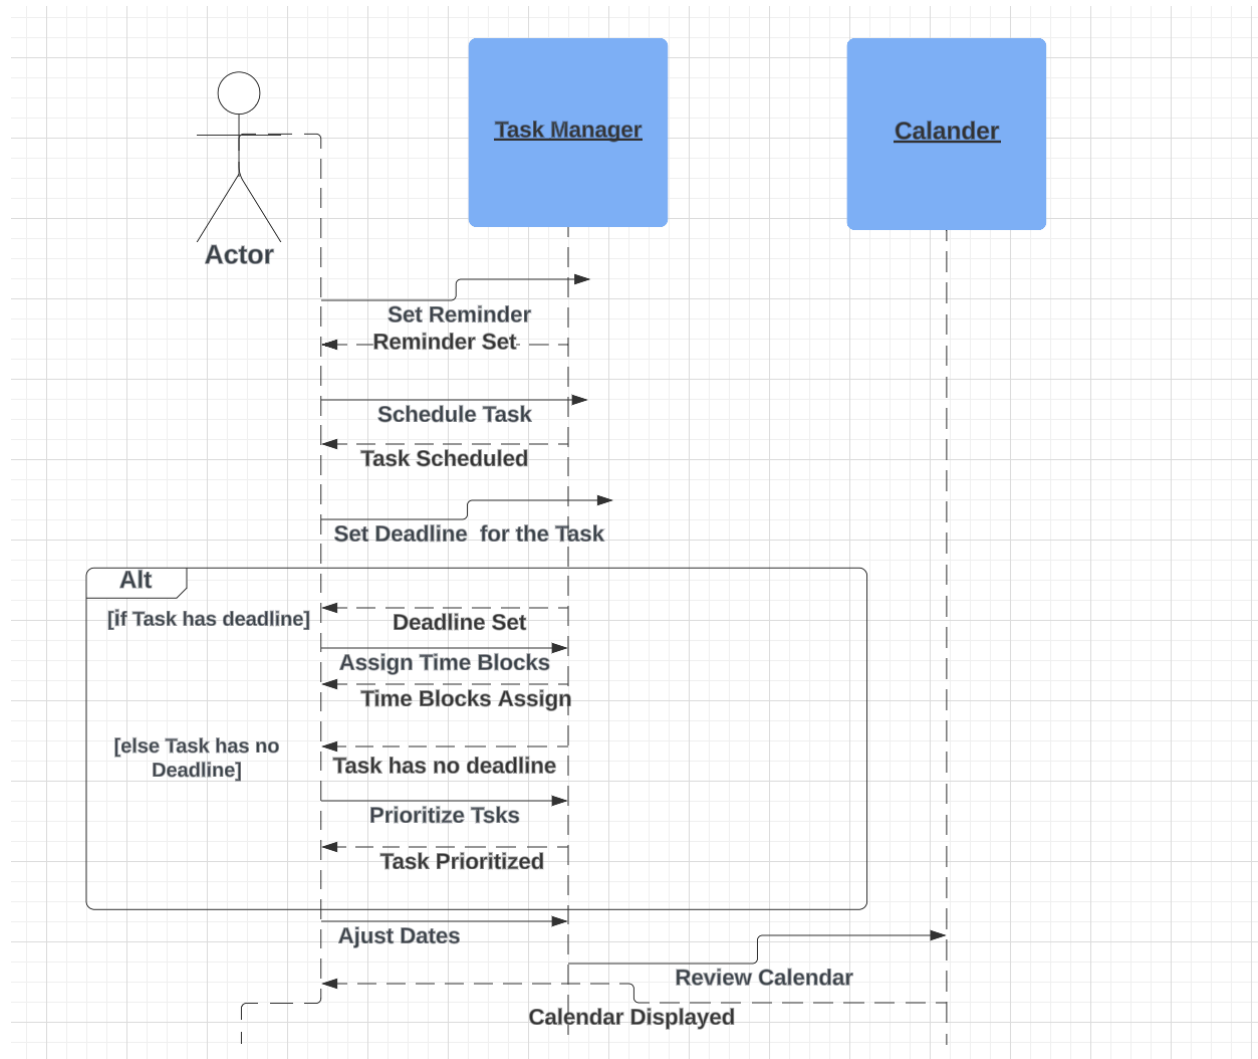 Task Manager
Calander
Actor
Set Reminder
Reminder Set
Schedule Task
Task Scheduled
Set Deadline for the Task
Alt
[if Task has deadline]
Deadline Set
Assign Time Blocks
Time Blocks Assign
[else Task has no
Deadline]
Task has no deadline
Prioritize Tsks
Task Prioritized
Ajust Dates
Review Calendar
Calendar Displayed